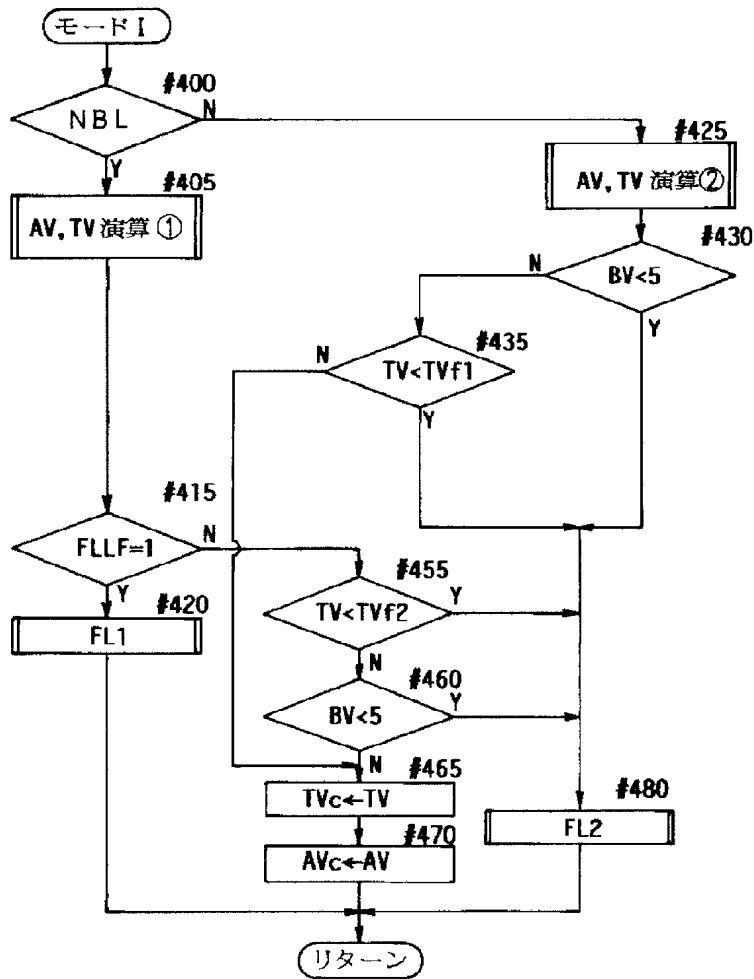 モードI
#400
NBL
N
Y
#405
AV,TV 演算 ①
#425
AV,TV 演算②
#430
BV<5
N
Y
#435
TV<TVf1
N
Y
#415
FLLF=1
N
Y
#420
FL1
#455
TV<TVf2
Y
N
#460
BV<5
Y
N
#465
TVc←TV
#470
AVc←AV
#480
FL2
リターン